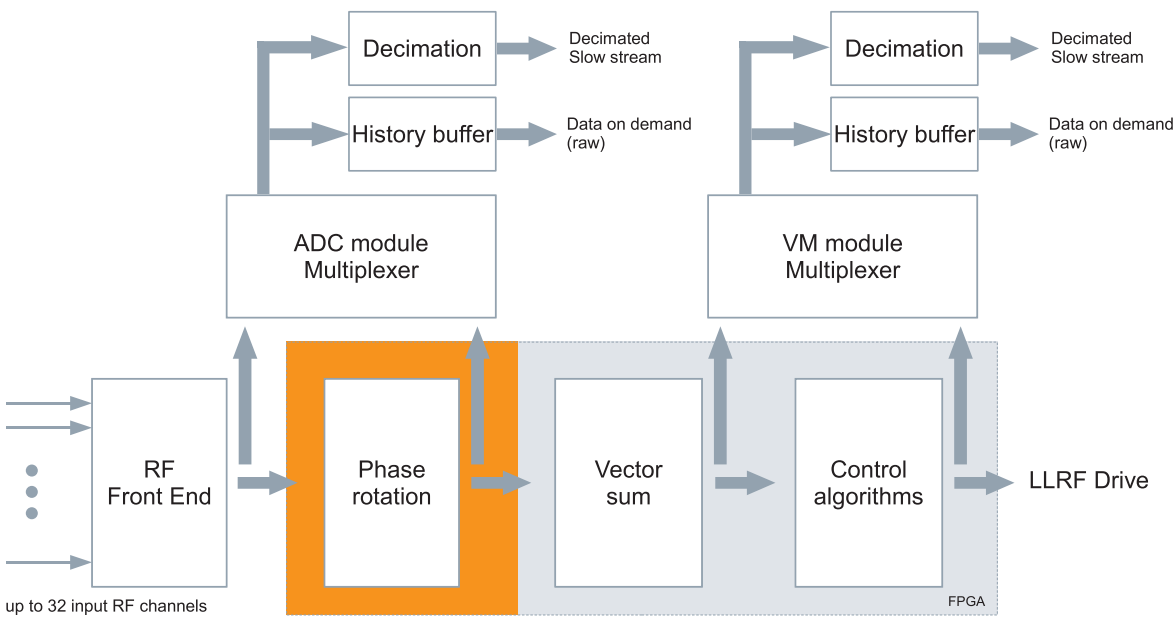 Decimation
Decimated
Slow stream
History buffer
Data on demand
(raw)
ADC module
Multiplexer
Decimation
Decimated
Slow stream
History buffer
Data on demand
(raw)
VM module
Multiplexer
RF
Front End
Phase
rotation
Vector
sum
Control
algorithms
LLRF Drive
up to 32 input RF channels
FPGA